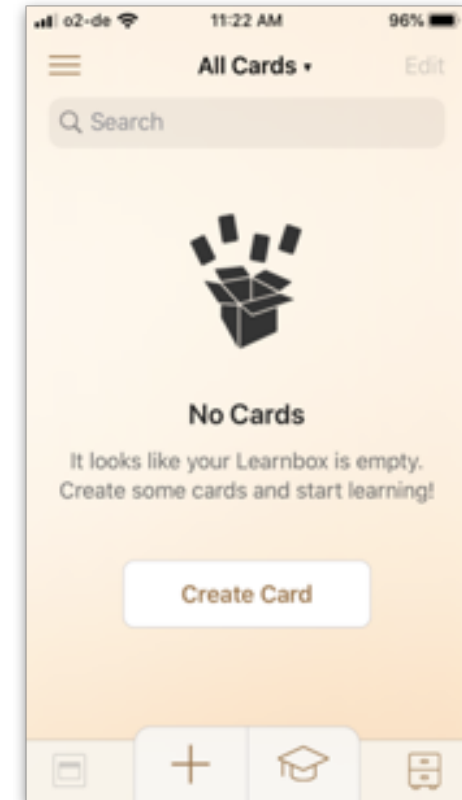 o2-de 11:22 AM 96%
All Cards ▾ Edit
Search
No Cards
It looks like your Learnbox is empty.
Create some cards and start learning!
Create Card